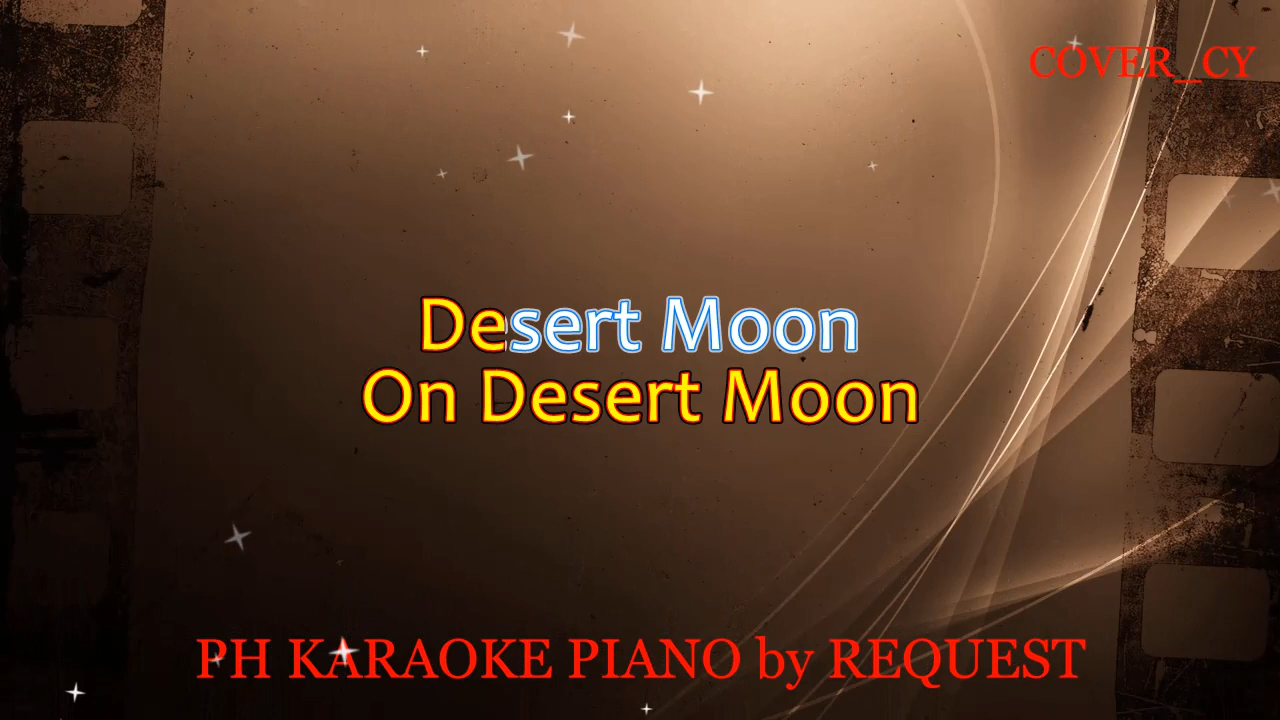 COVER_CY
Desert Moon
On Desert Moon
PH KARAOKE PIANO by REQUEST